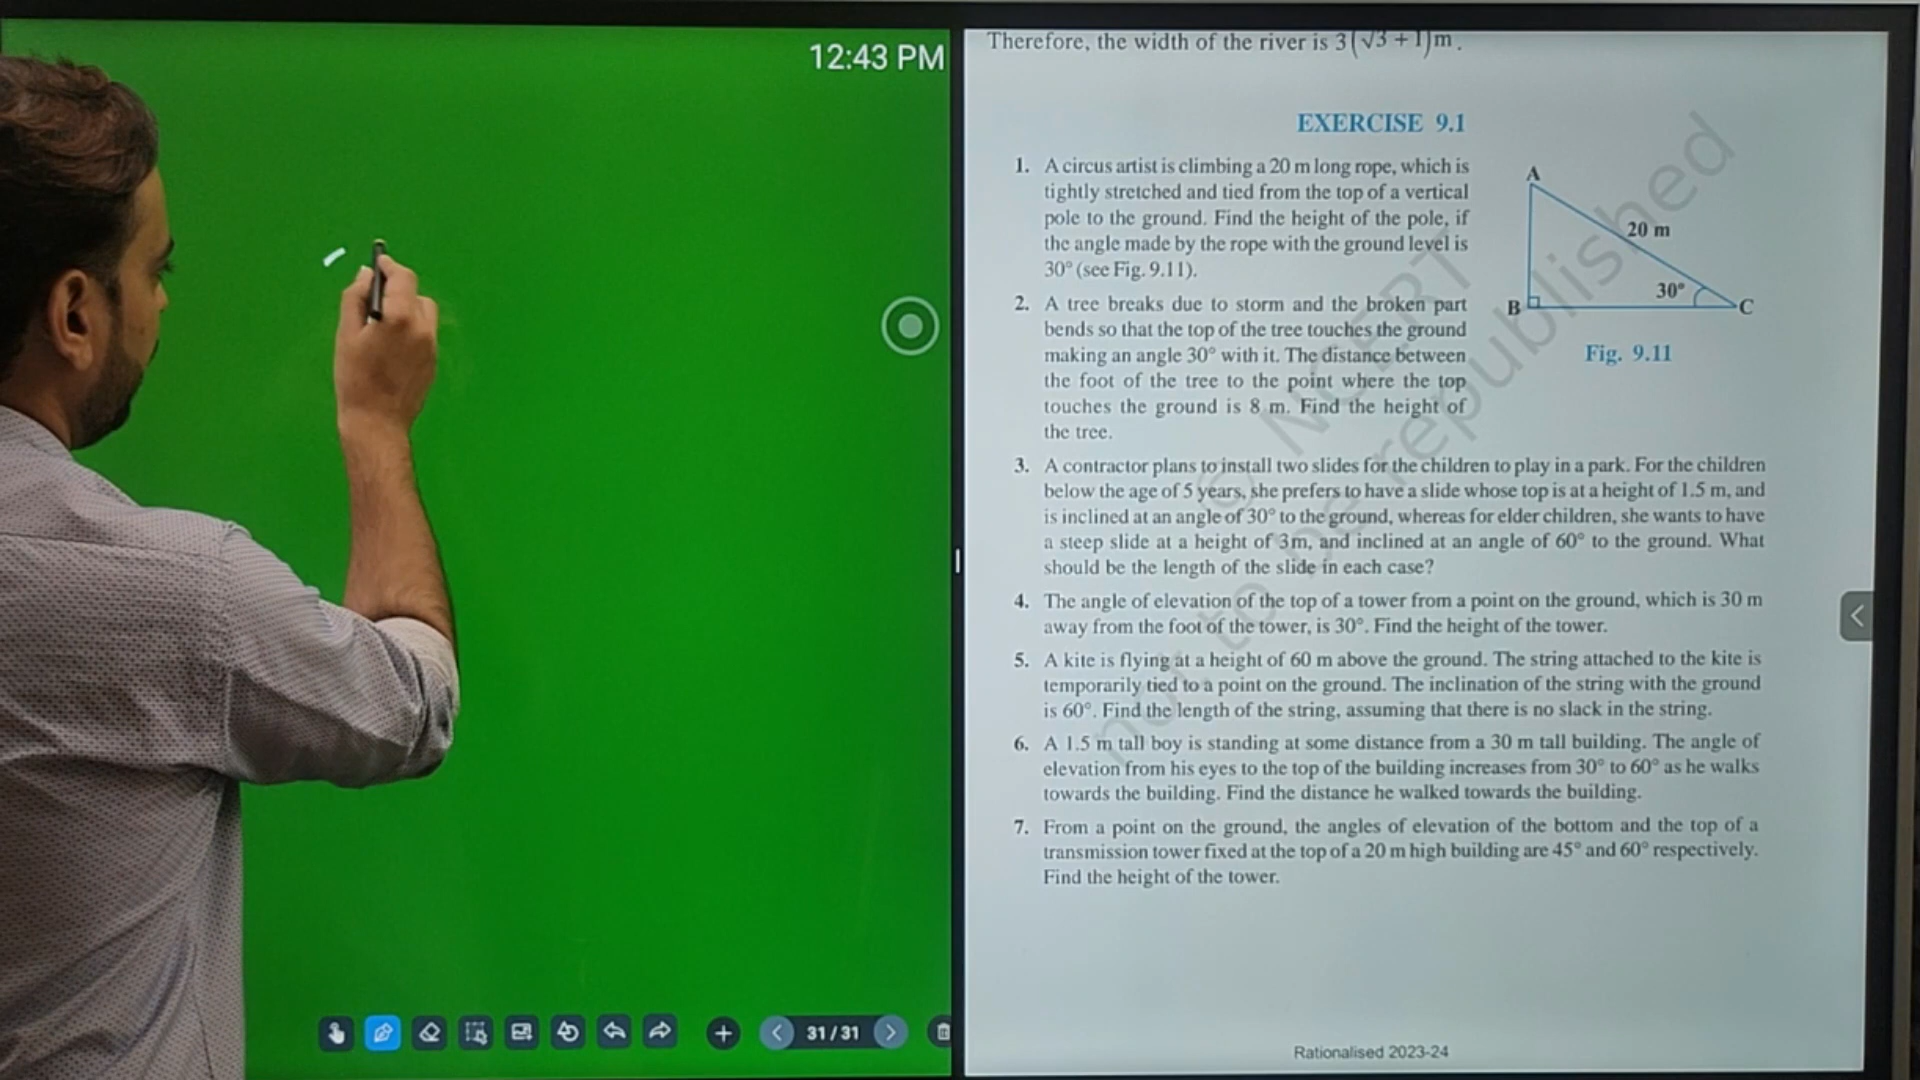 12:43 PM
Therefore, the width of the river is 3(√3 + 1)m.
EXERCISE 9.1
1. A circus artist is climbing a 20 m long rope, which is
tightly stretched and tied from the top of a vertical
pole to the ground. Find the height of the pole, if
the angle made by the rope with the ground level is
30° (see Fig. 9.11).
A
20 m
30°
B
C
Fig. 9.11
2. A tree breaks due to storm and the broken part
bends so that the top of the tree touches the ground
making an angle 30° with it. The distance between
the foot of the tree to the point where the top
touches the ground is 8 m. Find the height of
the tree.
3. A contractor plans to install two slides for the children to play in a park. For the children
below the age of 5 years, she prefers to have a slide whose top is at a height of 1.5 m, and
is inclined at an angle of 30° to the ground, whereas for elder children, she wants to have
a steep slide at a height of 3m, and inclined at an angle of 60° to the ground. What
should be the length of the slide in each case?
4. The angle of elevation of the top of a tower from a point on the ground, which is 30 m
away from the foot of the tower, is 30°. Find the height of the tower.
5. A kite is flying at a height of 60 m above the ground. The string attached to the kite is
temporarily tied to a point on the ground. The inclination of the string with the ground
is 60°. Find the length of the string, assuming that there is no slack in the string.
6. A 1.5 m tall boy is standing at some distance from a 30 m tall building. The angle of
elevation from his eyes to the top of the building increases from 30° to 60° as he walks
towards the building. Find the distance he walked towards the building.
7. From a point on the ground, the angles of elevation of the bottom and the top of a
transmission tower fixed at the top of a 20 m high building are 45° and 60° respectively.
Find the height of the tower.
© NCERT
not to be republished
31/31
Rationalised 2023-24